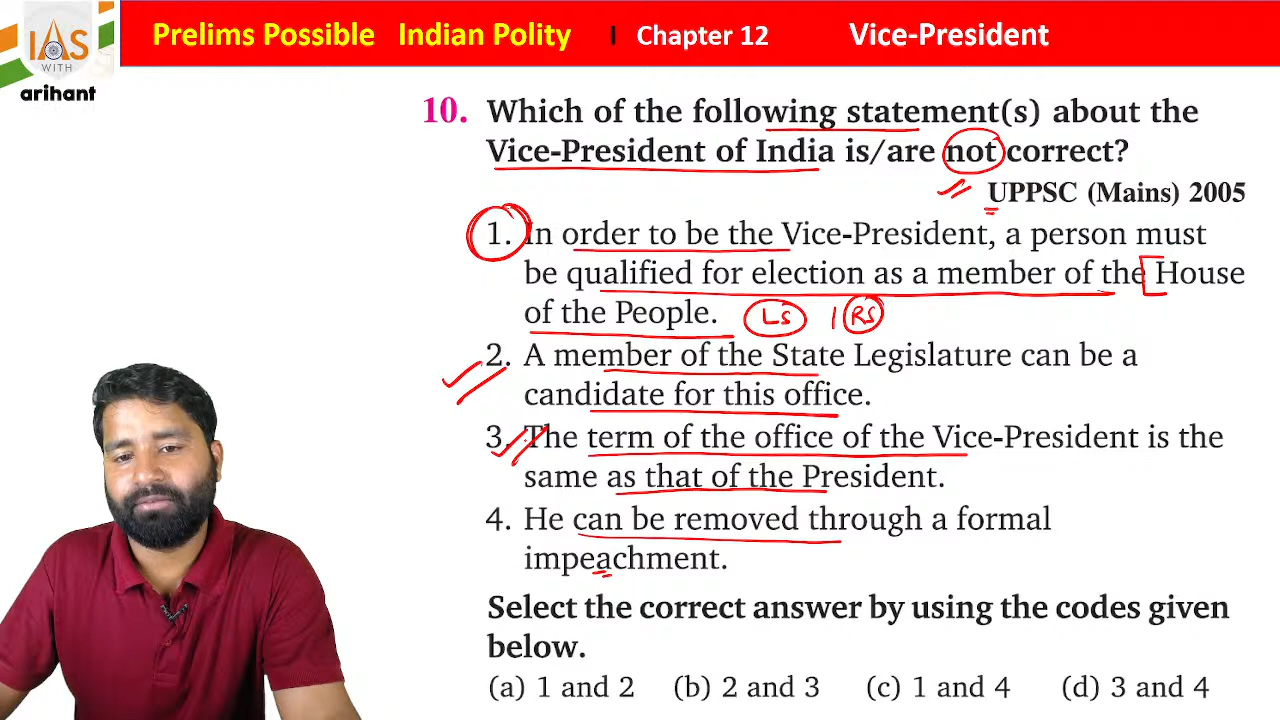 IAS
WITH
arihant
Prelims Possible Indian Polity | Chapter 12 Vice-President
10. Which of the following statement(s) about the
Vice-President of India is/are not correct?
UPPSC (Mains) 2005
1. In order to be the Vice-President, a person must
be qualified for election as a member of the House
of the People. LS | RS
2. A member of the State Legislature can be a
candidate for this office.
3. The term of the office of the Vice-President is the
same as that of the President.
4. He can be removed through a formal
impeachment.
Select the correct answer by using the codes given
below.
(a) 1 and 2 (b) 2 and 3 (c) 1 and 4 (d) 3 and 4